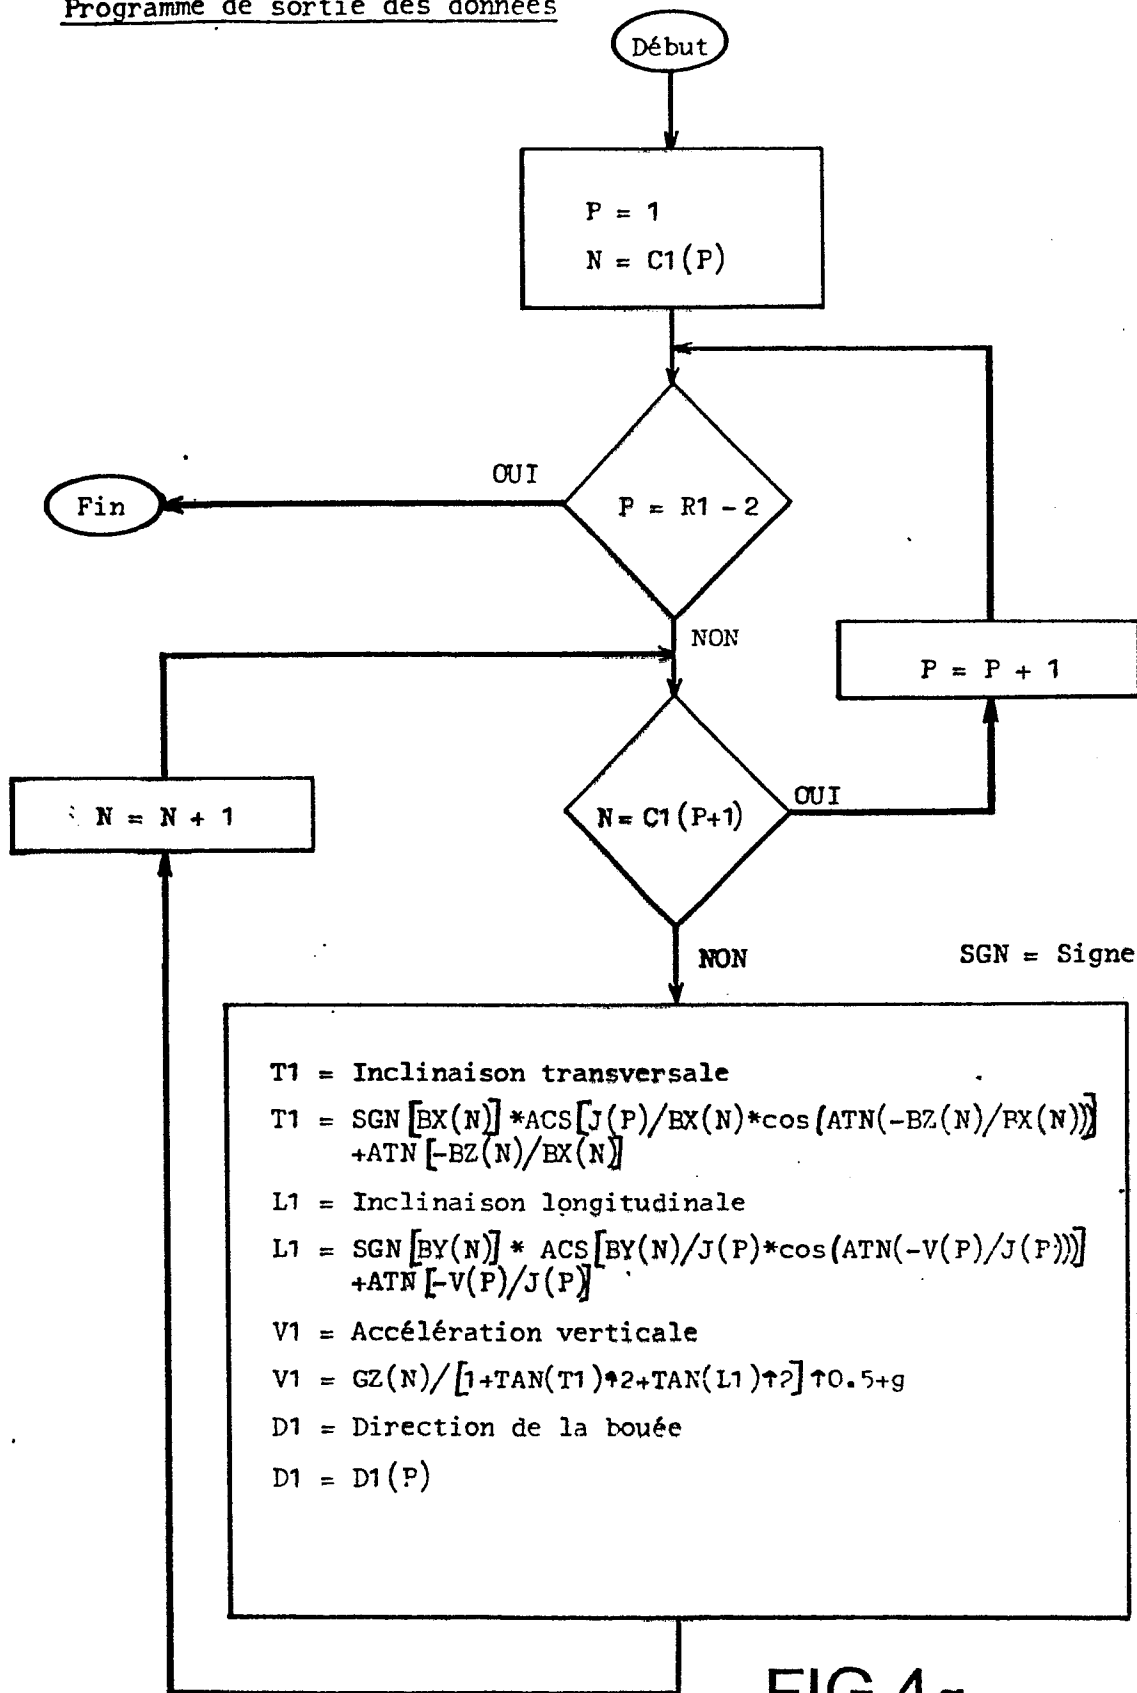 Programme de sortie des données
Début
P = 1
N = C1(P)
OUI
Fin
P = R1 - 2
NON
P = P + 1
N = N + 1
N = C1(P+1)
OUI
NON
SGN = Signe
T1 = Inclinaison transversale
T1 = SGN[BX(N)]*ACS[J(P)/BX(N)*cos(ATN(-BZ(N)/BX(N)))]
+ATN[-BZ(N)/BX(N)]
L1 = Inclinaison longitudinale
L1 = SGN[BY(N)]* ACS[BY(N)/J(P)*cos(ATN(-V(P)/J(P)))]
+ATN[-V(P)/J(P)]
V1 = Accélération verticale
V1 = GZ(N)/[1+TAN(T1)↑2+TAN(L1)↑2]↑0.5+g
D1 = Direction de la bouée
D1 = D1(P)